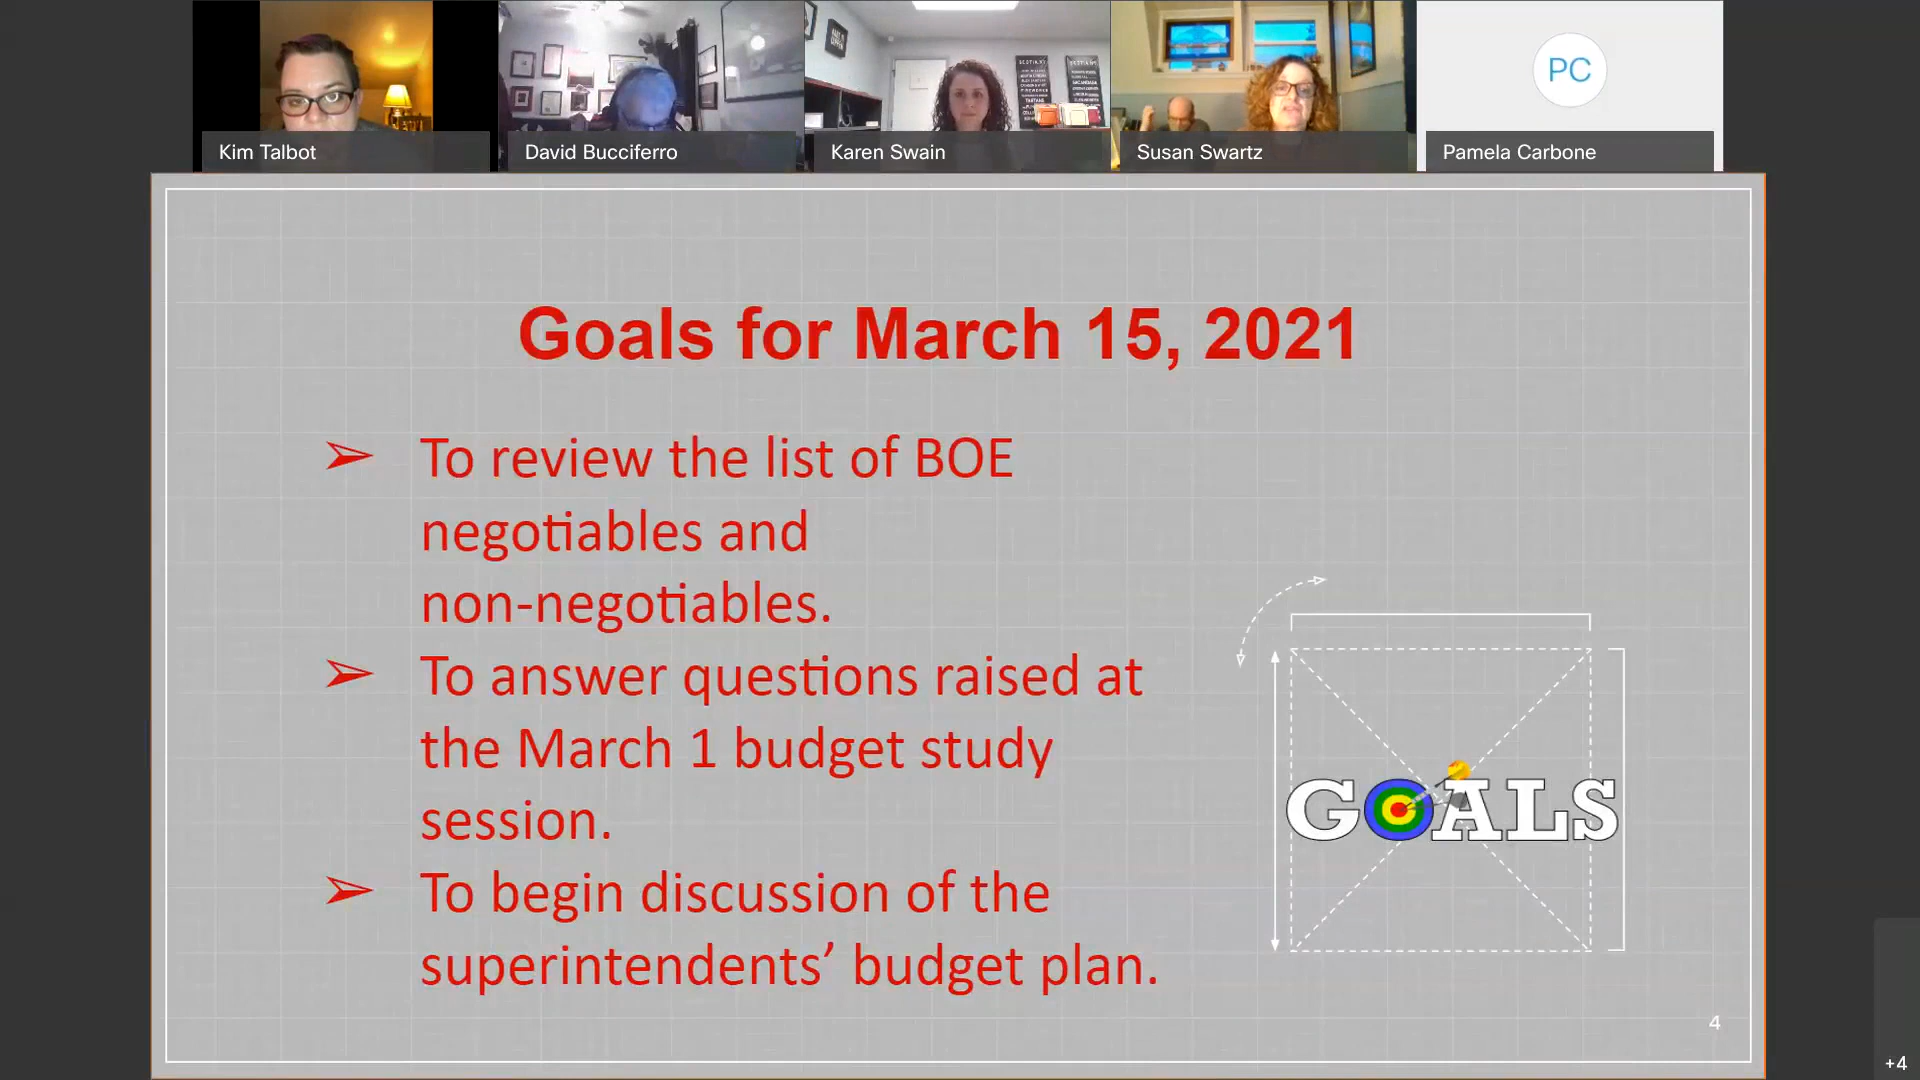 Kim Talbot
David Bucciferro
Karen Swain
Susan Swartz
PC
Pamela Carbone
Goals for March 15, 2021
➢ To review the list of BOE
negotiables and
non-negotiables.
➢ To answer questions raised at
the March 1 budget study
session.
➢ To begin discussion of the
superintendents’ budget plan.
GOALS
4
+4